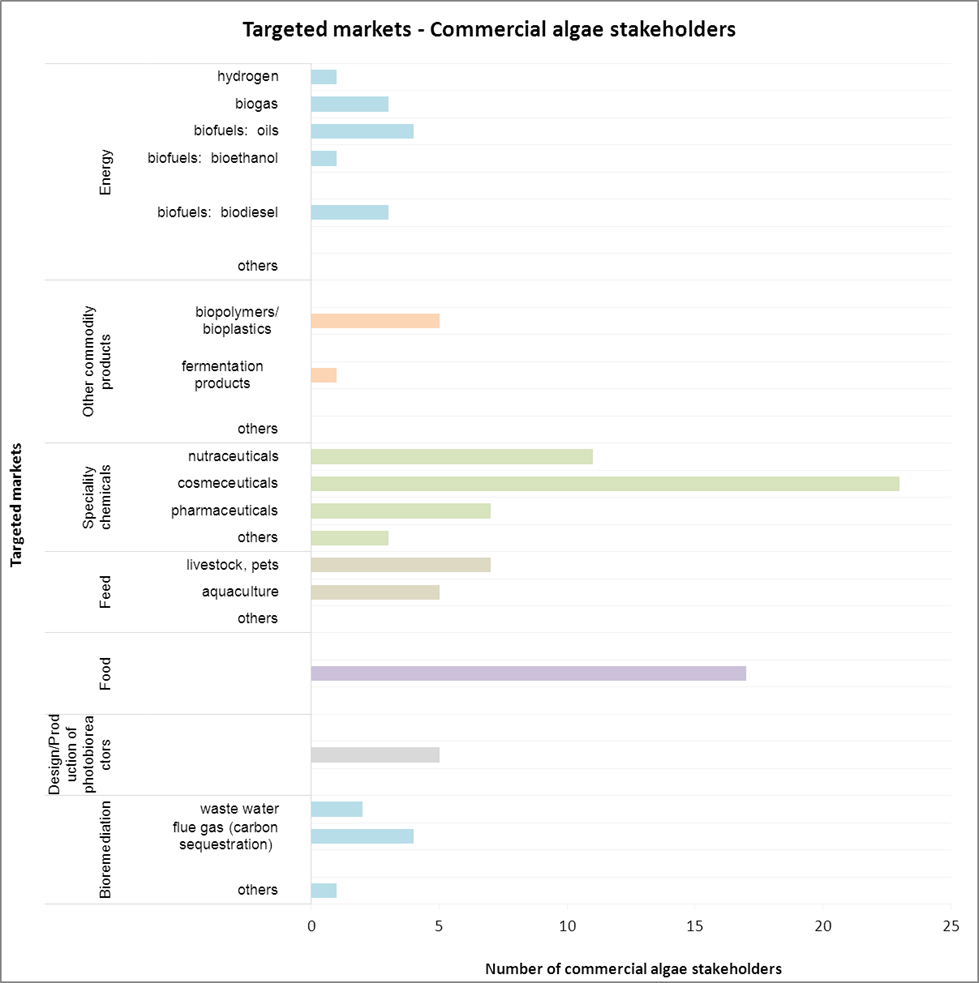 Targeted markets - Commercial algae stakeholders
Targeted markets
Energy
hydrogen
biogas
biofuels: oils
biofuels: bioethanol
biofuels: biodiesel
others
Other commodity
products
biopolymers/
bioplastics
fermentation
products
others
Speciality
chemicals
nutraceuticals
cosmeceuticals
pharmaceuticals
others
Feed
livestock, pets
aquaculture
others
Food
Design/Prod
uction of
photobiorea
ctors
Bioremediation
waste water
flue gas (carbon
sequestration)
others
0 5 10 15 20 25
Number of commercial algae stakeholders